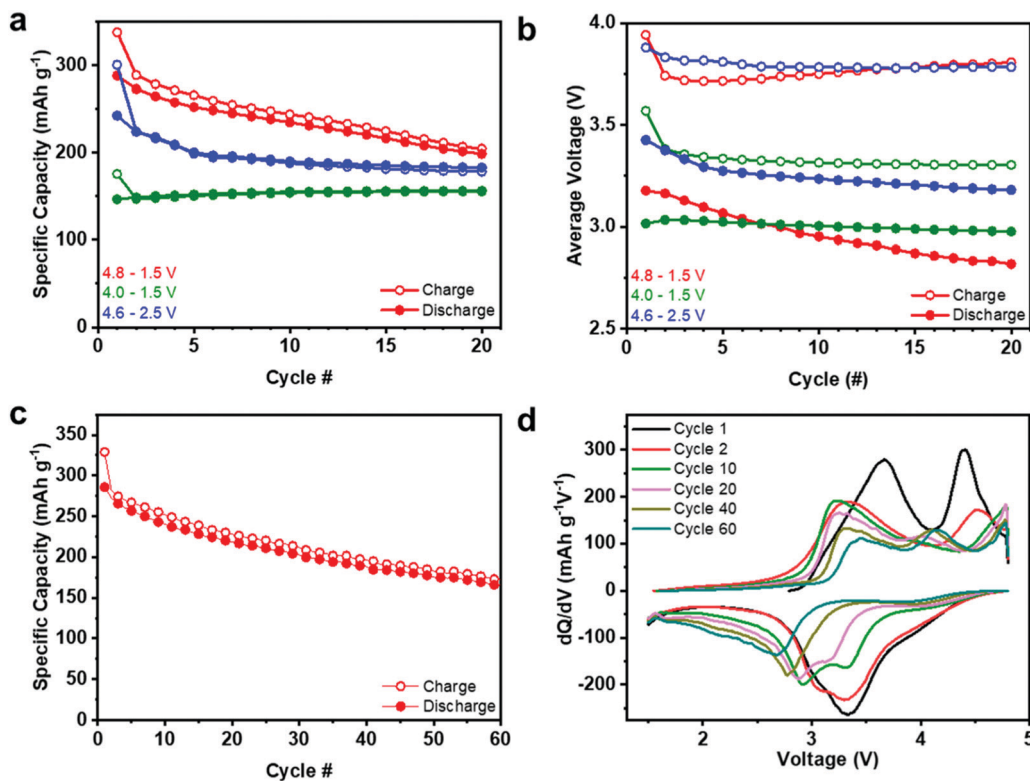 a
Specific Capacity (mAh g⁻¹)
300
200
100
0
4.8 - 1.5 V
4.0 - 1.5 V
4.6 - 2.5 V
Charge
Discharge
0 5 10 15 20
Cycle #
b
Average Voltage (V)
4.0
3.5
3.0
2.5
4.8 - 1.5 V
4.0 - 1.5 V
4.6 - 2.5 V
Charge
Discharge
0 5 10 15 20
Cycle (#)
c
Specific Capacity (mAh g⁻¹)
350
300
250
200
150
100
50
0
Charge
Discharge
0 10 20 30 40 50 60
Cycle #
d
dQ/dV (mAh g⁻¹V⁻¹)
300
200
100
0
-100
-200
Cycle 1
Cycle 2
Cycle 10
Cycle 20
Cycle 40
Cycle 60
2 3 4 5
Voltage (V)